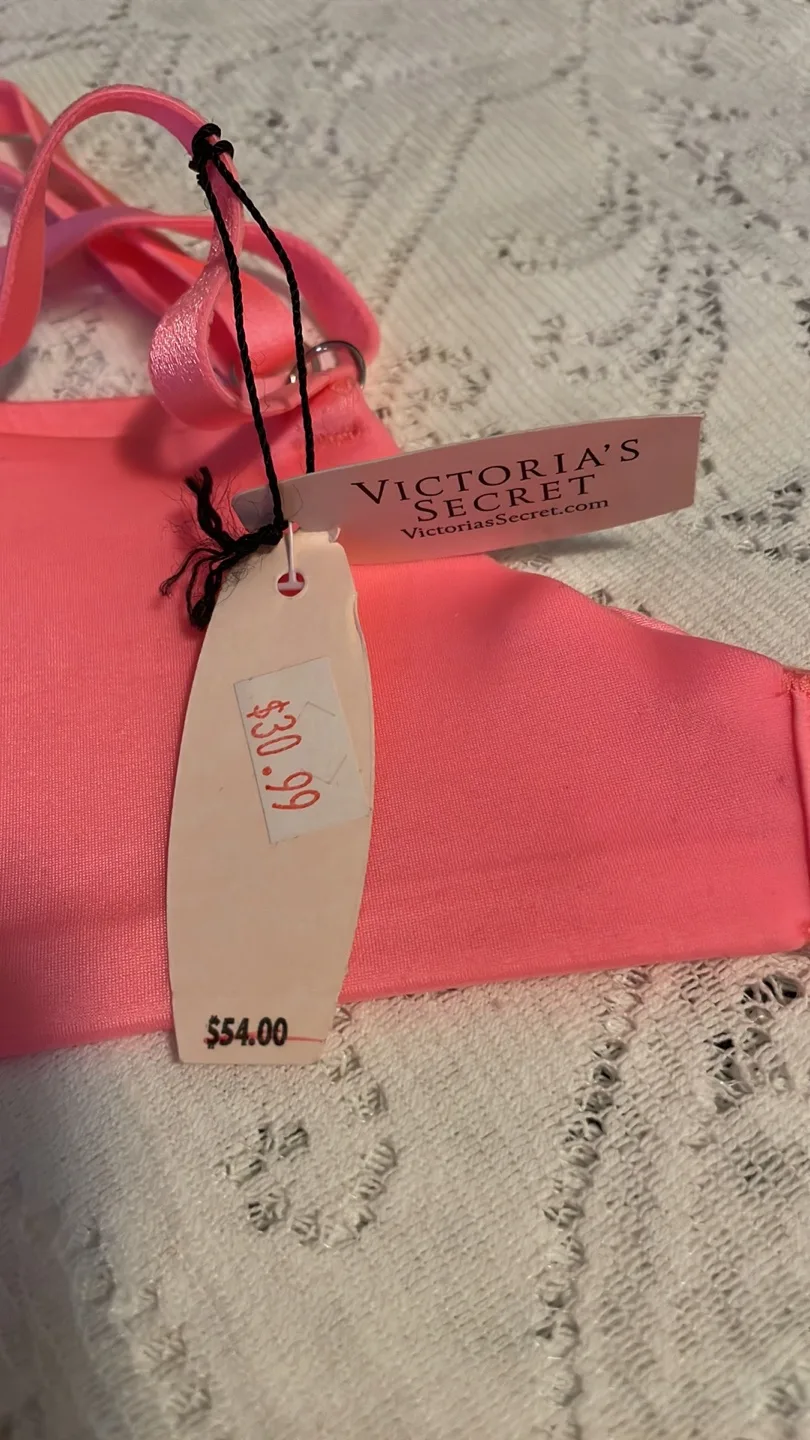 VICTORIA'S
SECRET
VictoriasSecret.com
$30.99
$54.00